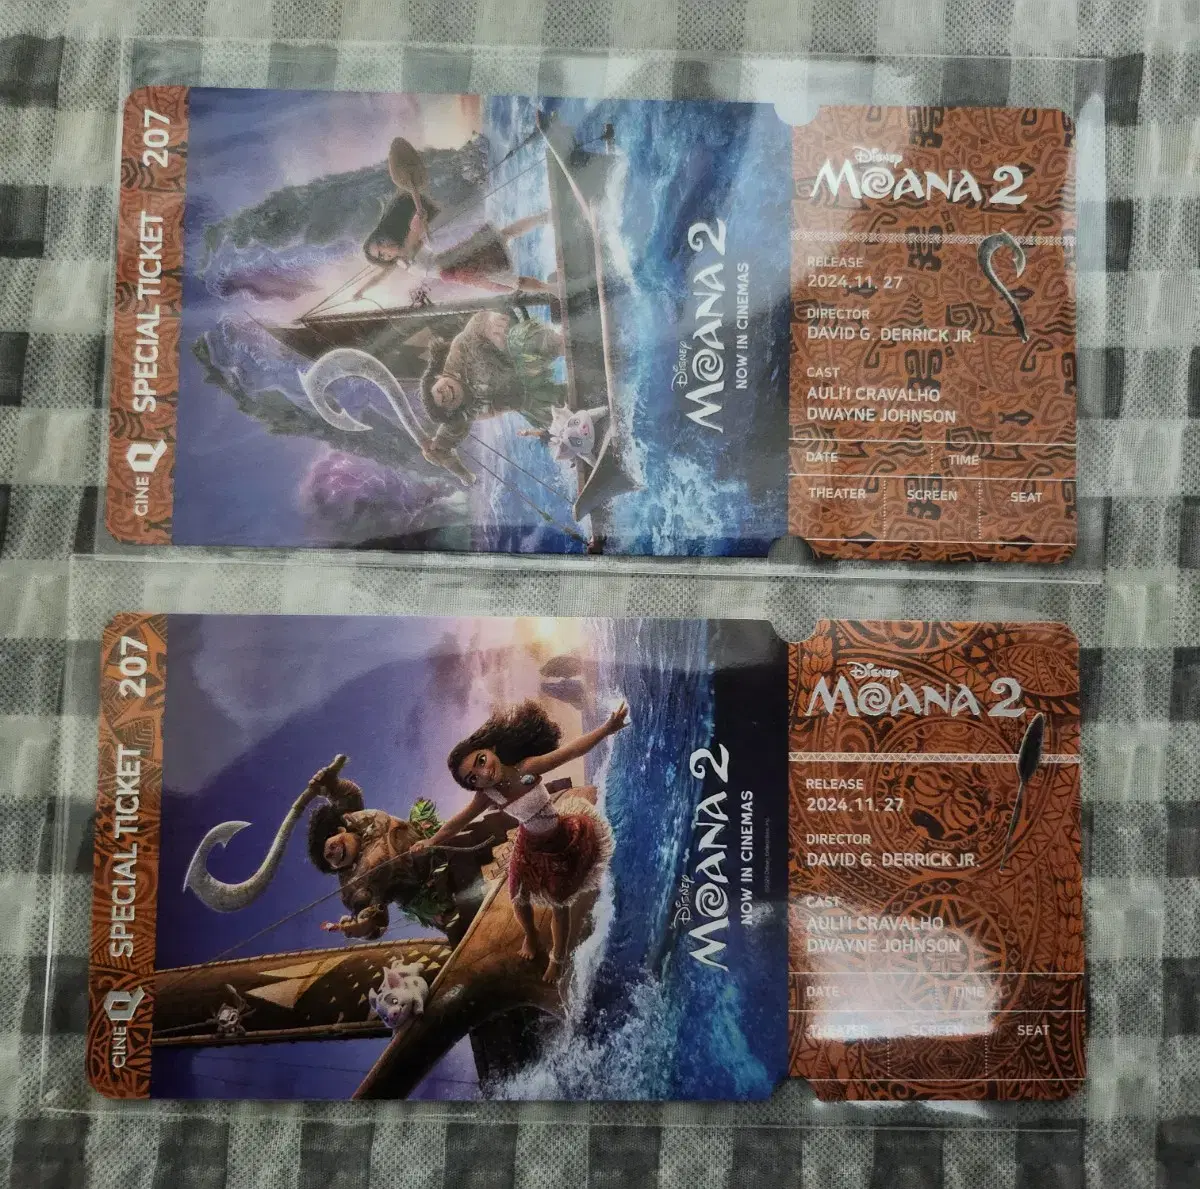 CINE Q SPECIAL TICKET 207
DISNEY
MOANA 2
NOW IN CINEMAS
DISNEY
MOANA 2
RELEASE
2024.11.27
DIRECTOR
DAVID G. DERRICK JR.
CAST
AULI'I CRAVALHO
DWAYNE JOHNSON
DATE TIME
THEATER SCREEN SEAT
CINE Q SPECIAL TICKET 207
DISNEY
MOANA 2
NOW IN CINEMAS
DISNEY
MOANA 2
RELEASE
2024.11.27
DIRECTOR
DAVID G. DERRICK JR.
CAST
AULI'I CRAVALHO
DWAYNE JOHNSON
DATE TIME
THEATER SCREEN SEAT